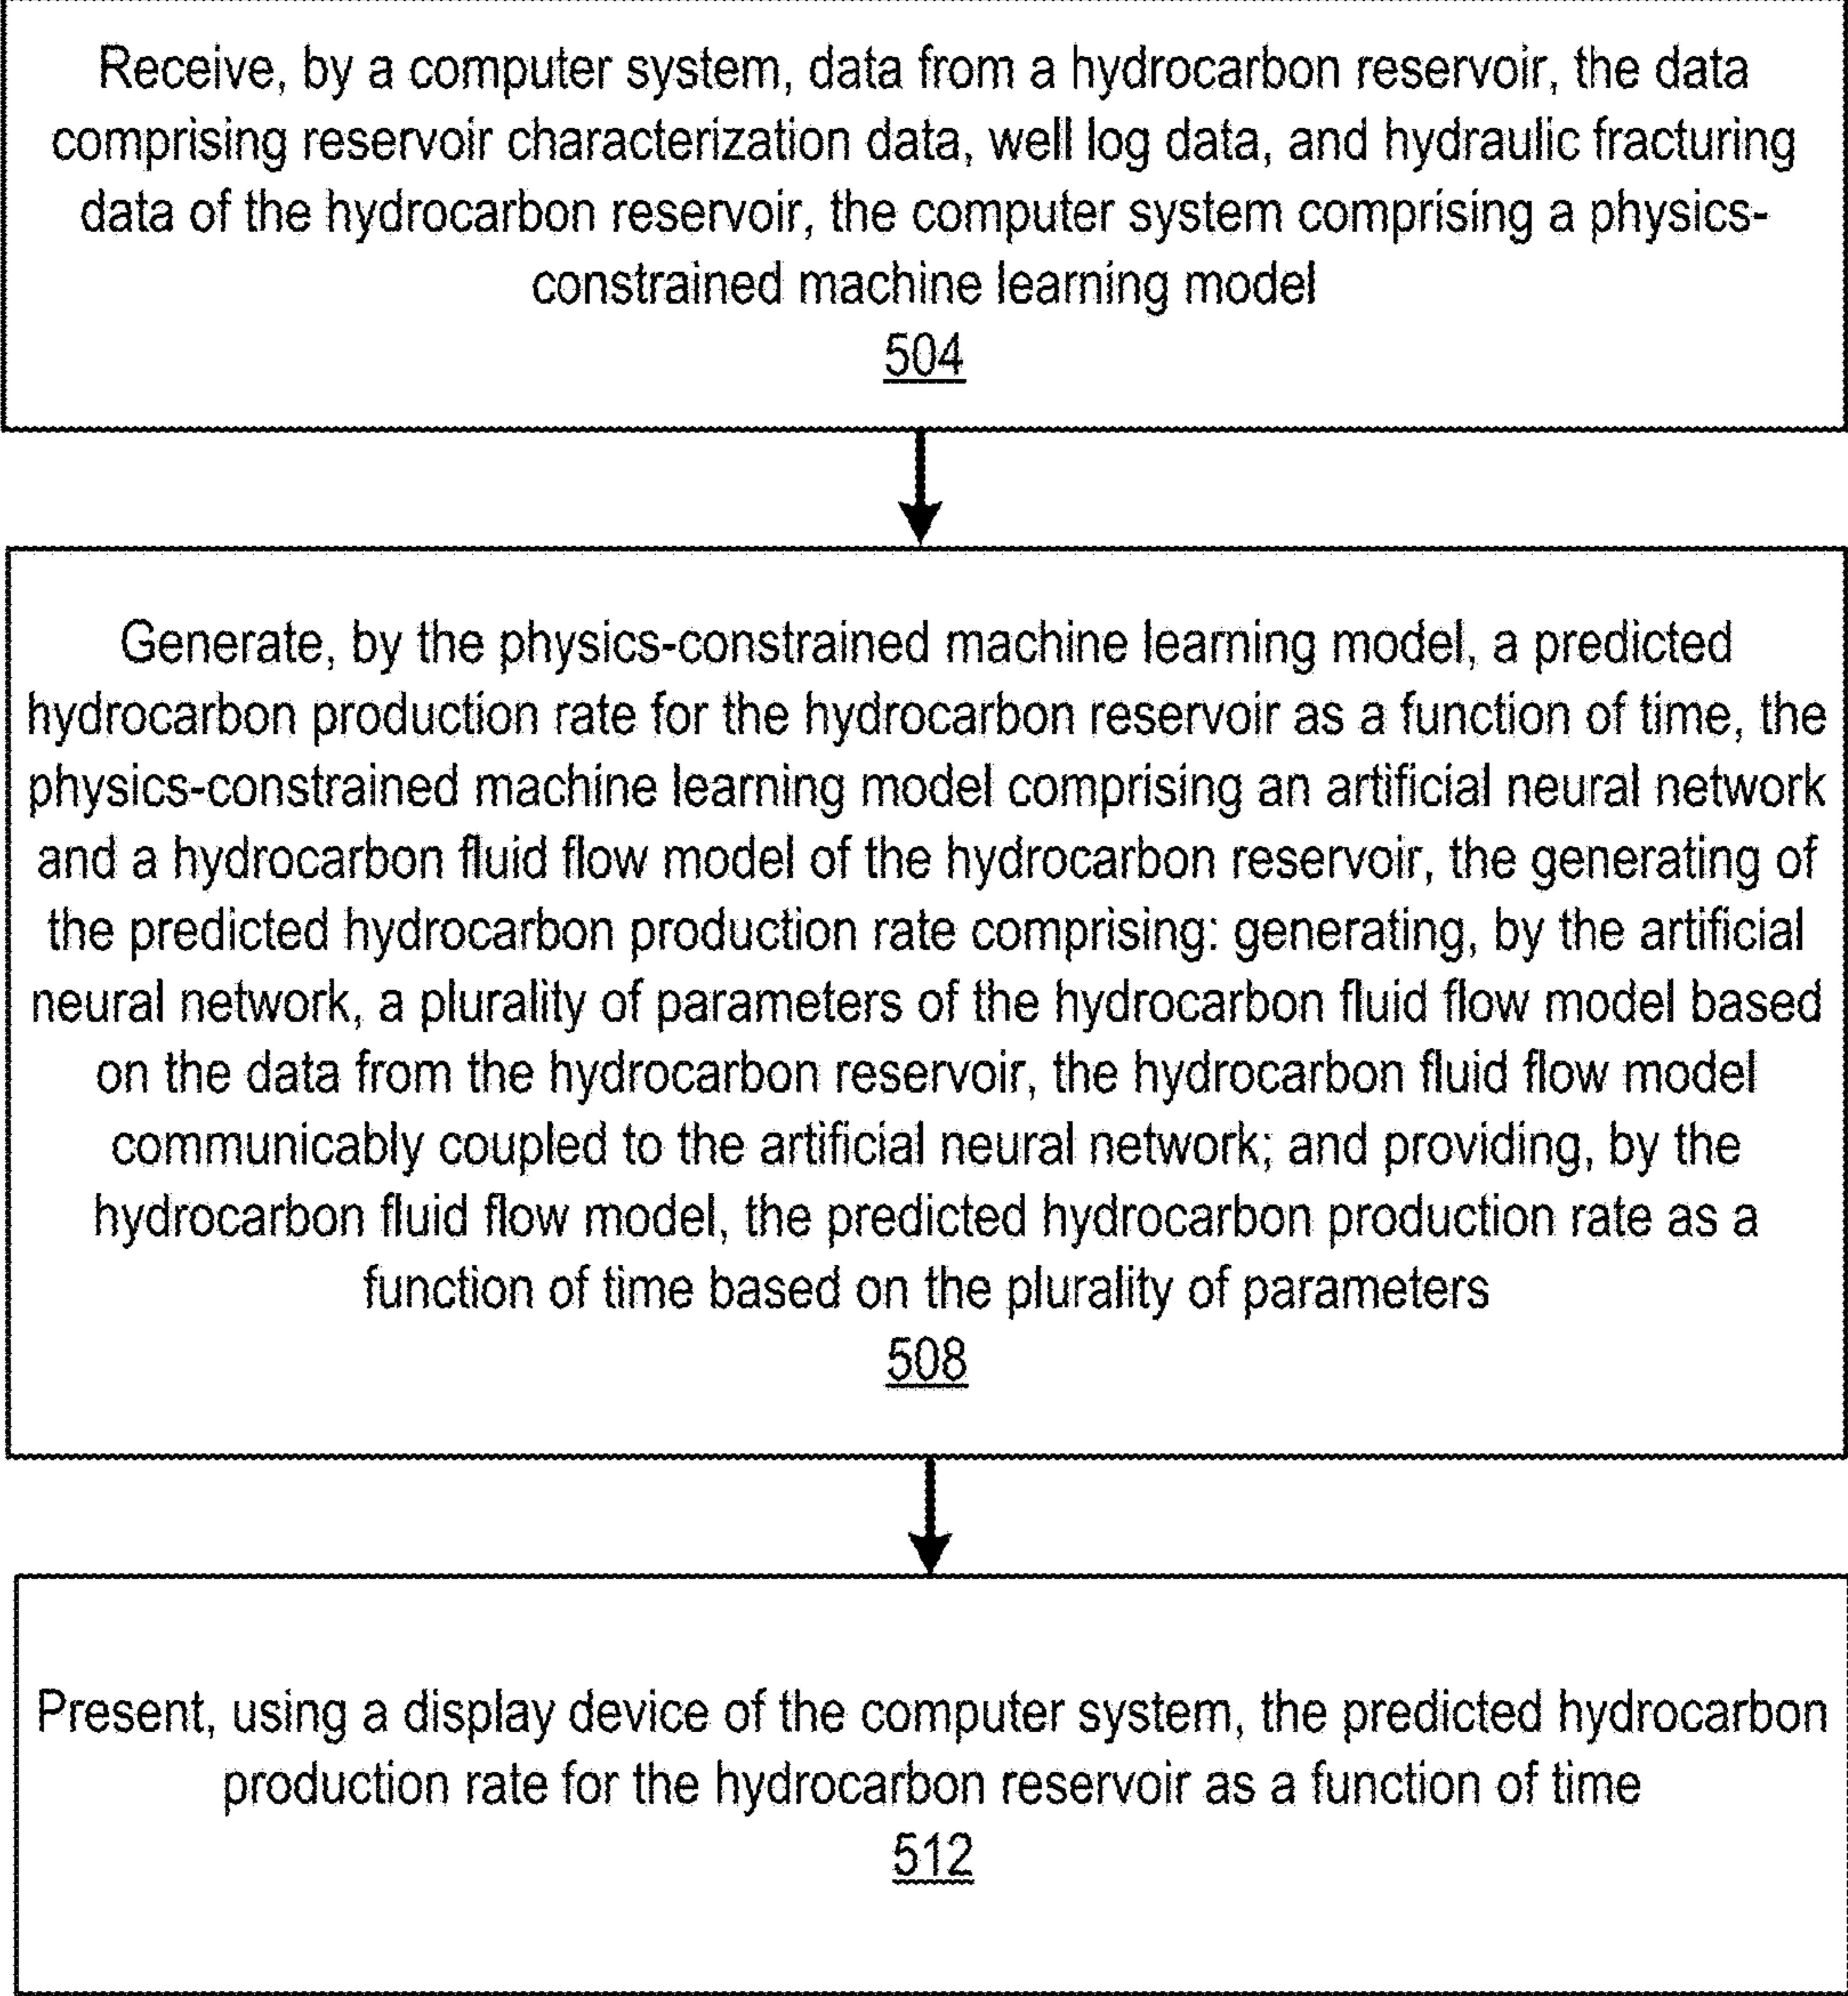 Receive, by a computer system, data from a hydrocarbon reservoir, the data
comprising reservoir characterization data, well log data, and hydraulic fracturing
data of the hydrocarbon reservoir, the computer system comprising a physics-
constrained machine learning model
504
Generate, by the physics-constrained machine learning model, a predicted
hydrocarbon production rate for the hydrocarbon reservoir as a function of time, the
physics-constrained machine learning model comprising an artificial neural network
and a hydrocarbon fluid flow model of the hydrocarbon reservoir, the generating of
the predicted hydrocarbon production rate comprising: generating, by the artificial
neural network, a plurality of parameters of the hydrocarbon fluid flow model based
on the data from the hydrocarbon reservoir, the hydrocarbon fluid flow model
communicably coupled to the artificial neural network; and providing, by the
hydrocarbon fluid flow model, the predicted hydrocarbon production rate as a
function of time based on the plurality of parameters
508
Present, using a display device of the computer system, the predicted hydrocarbon
production rate for the hydrocarbon reservoir as a function of time
512